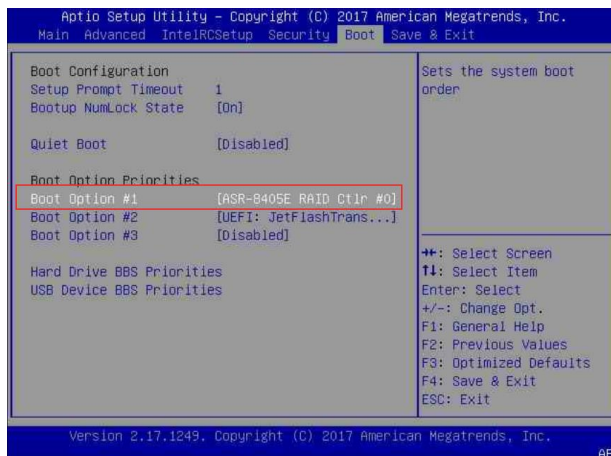 Aptio Setup Utility – Copyright (C) 2017 American Megatrends, Inc.
Main Advanced IntelRCSetup Security Boot Save & Exit
Boot Configuration
Setup Prompt Timeout 1
Bootup NumLock State [On]
Quiet Boot [Disabled]
Boot Option Priorities
Boot Option #1 [ASR-8405E RAID Ctlr #0]
Boot Option #2 [UEFI: JetFlashTrans...]
Boot Option #3 [Disabled]
Hard Drive BBS Priorities
USB Device BBS Priorities
Sets the system boot
order
→←: Select Screen
↑↓: Select Item
Enter: Select
+/-: Change Opt.
F1: General Help
F2: Previous Values
F3: Optimized Defaults
F4: Save & Exit
ESC: Exit
Version 2.17.1249. Copyright (C) 2017 American Megatrends, Inc.